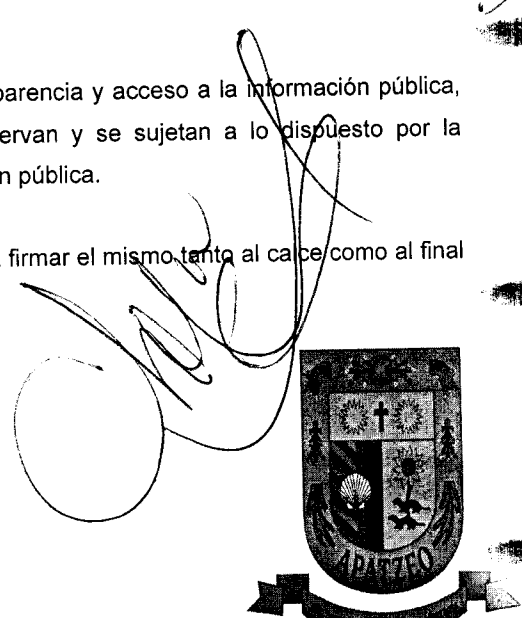 parencia y acceso a la información pública,
ervan y se sujetan a lo dispuesto por la
n pública.
firmar el mismo tanto al calce como al final
APATZEO